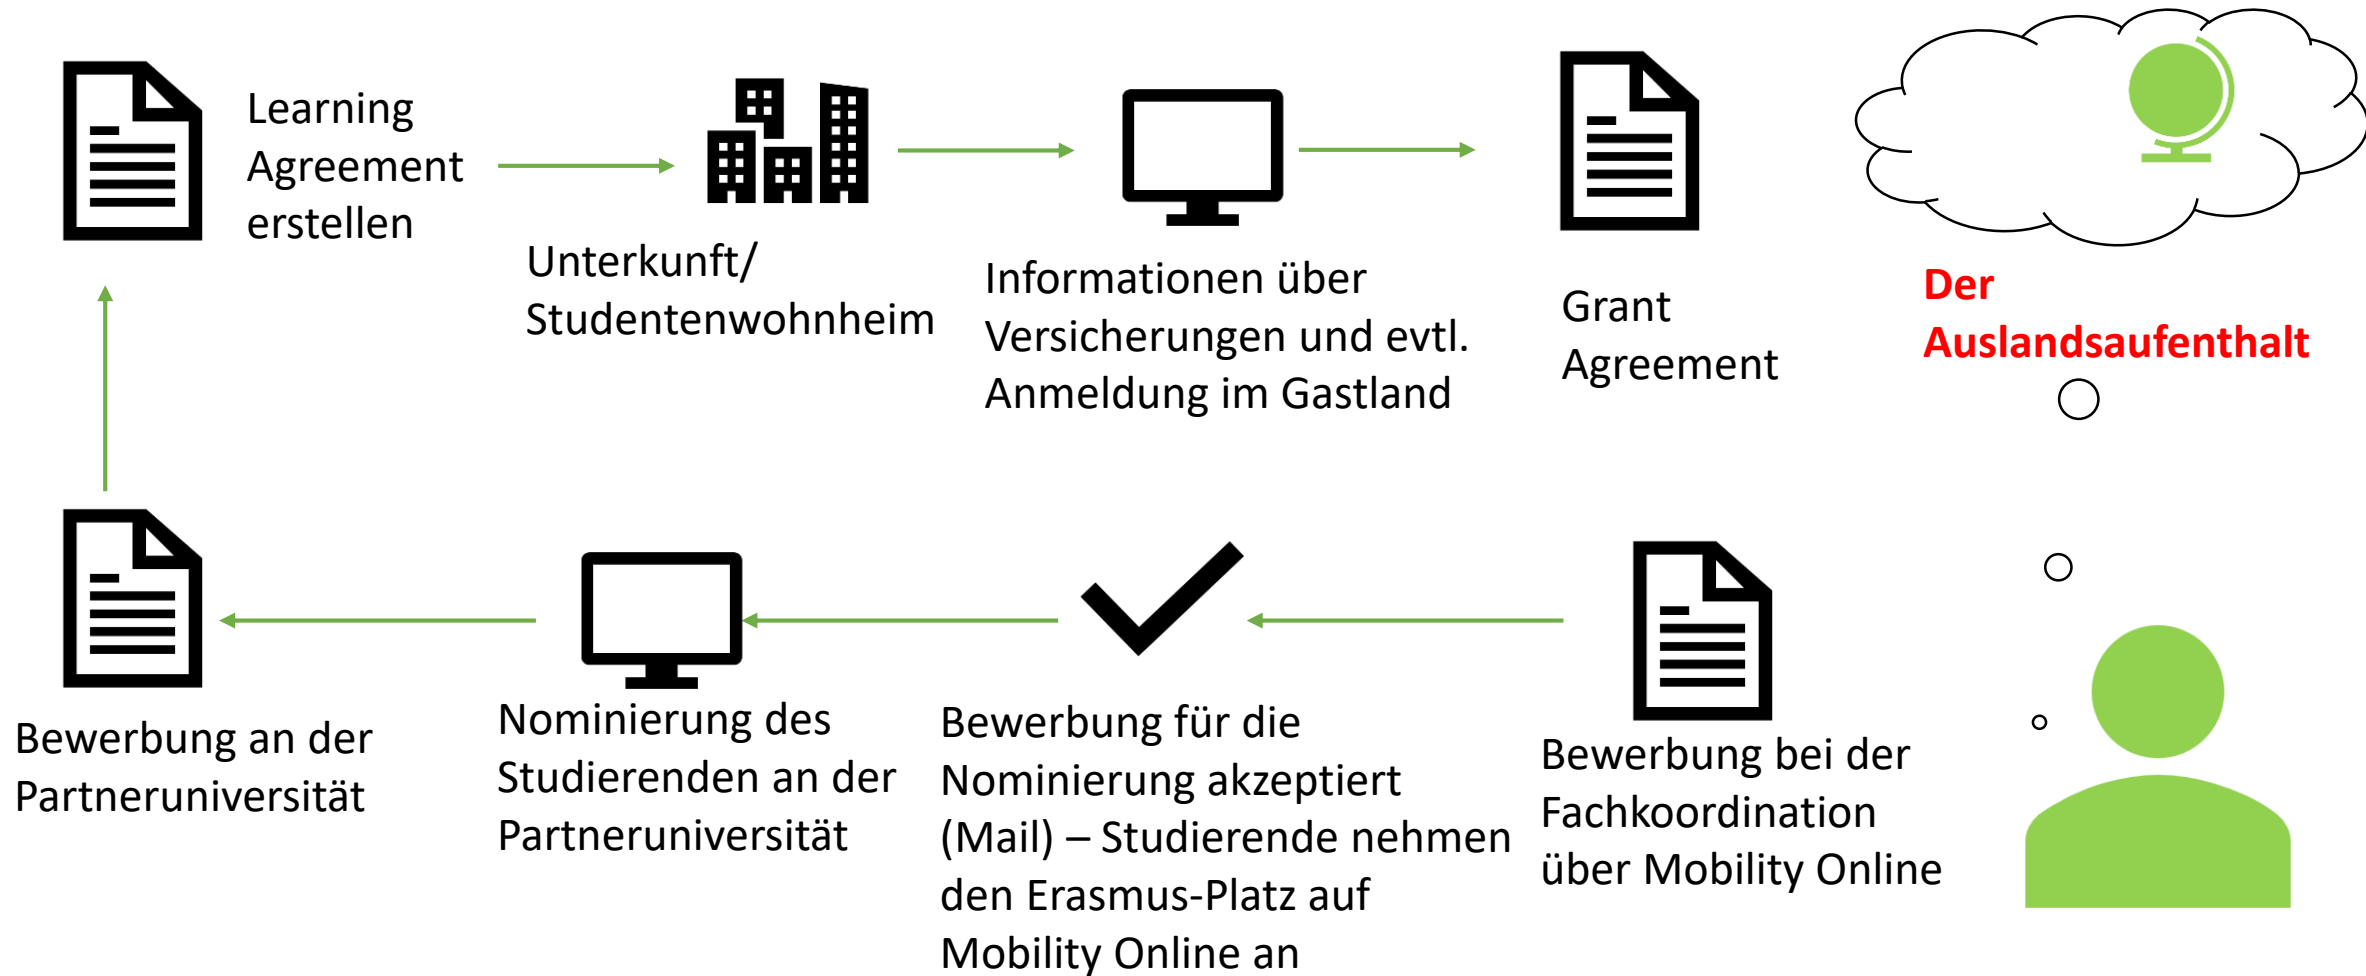 Learning
Agreement
erstellen
Unterkunft/
Studentenwohnheim
Informationen über
Versicherungen und evtl.
Anmeldung im Gastland
Grant
Agreement
Der
Auslandsaufenthalt
Bewerbung an der
Partneruniversität
Nominierung des
Studierenden an der
Partneruniversität
Bewerbung für die
Nominierung akzeptiert
(Mail) – Studierende nehmen
den Erasmus-Platz auf
Mobility Online an
Bewerbung bei der
Fachkoordination
über Mobility Online